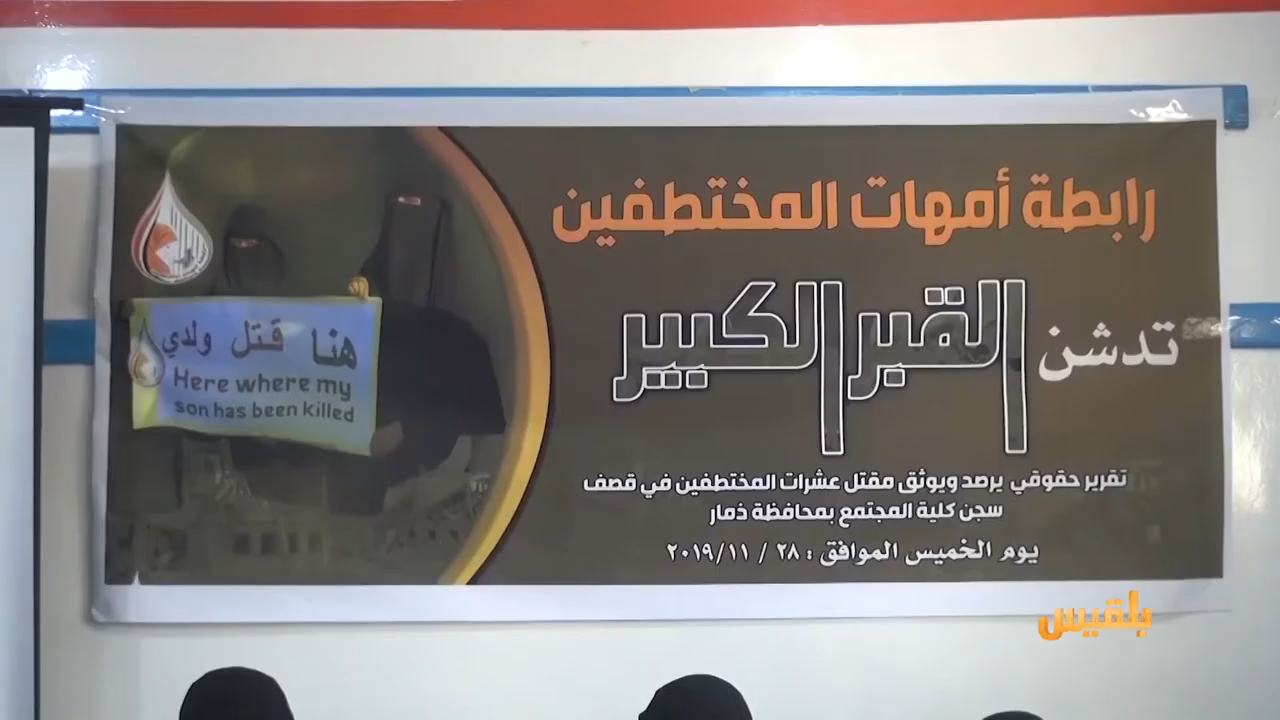 رابطة أمهات المختطفين
تدشن القبر الكبير
تقرير حقوقي يرصد ويوثق مقتل عشرات المختطفين في قصف
سجن كلية المجتمع بمحافظة ذمار
يوم الخميس الموافق : ٢٨ / ٢٠١٩/١١
هنا قتل ولدي
Here where my
son has been killed
بلقيس